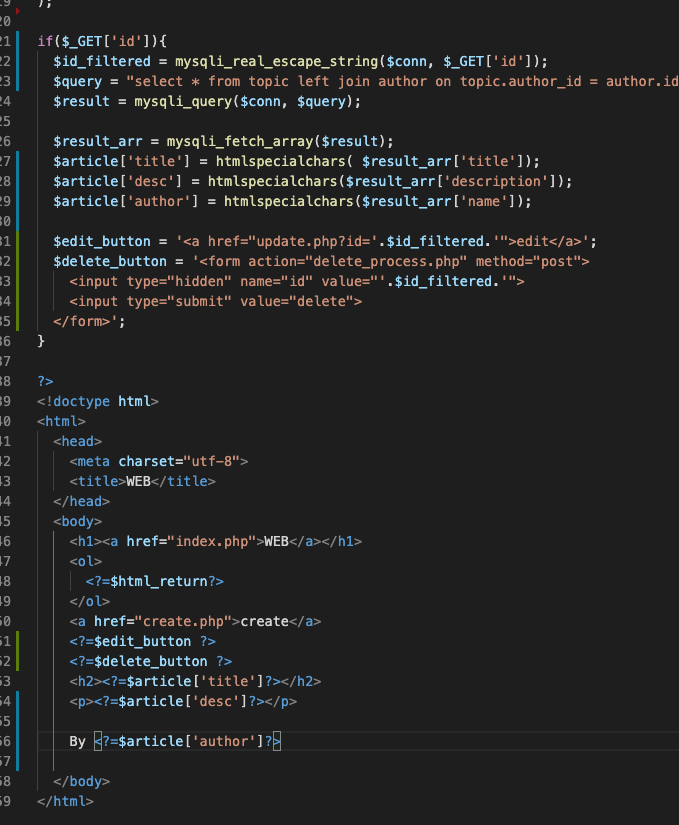 19 );
20
21 if($_GET['id']){
22 $id_filtered = mysqli_real_escape_string($conn, $_GET['id']);
23 $query = "select * from topic left join author on topic.author_id = author.id
24 $result = mysqli_query($conn, $query);
25
26 $result_arr = mysqli_fetch_array($result);
27 $article['title'] = htmlspecialchars( $result_arr['title']);
28 $article['desc'] = htmlspecialchars($result_arr['description']);
29 $article['author'] = htmlspecialchars($result_arr['name']);
30
31 $edit_button = '<a href="update.php?id='.$id_filtered.'">edit</a>';
32 $delete_button = '<form action="delete_process.php" method="post">
33 <input type="hidden" name="id" value="'.$id_filtered.'">
34 <input type="submit" value="delete">
35 </form>';
36 }
37
38 ?>
39 <!doctype html>
40 <html>
41 <head>
42 <meta charset="utf-8">
43 <title>WEB</title>
44 </head>
45 <body>
46 <h1><a href="index.php">WEB</a></h1>
47 <ol>
48 <?=$html_return?>
49 </ol>
50 <a href="create.php">create</a>
51 <?=$edit_button ?>
52 <?=$delete_button ?>
53 <h2><?=$article['title']?></h2>
54 <p><?=$article['desc']?></p>
55
56 By <?=$article['author']?>
57
58 </body>
59 </html>